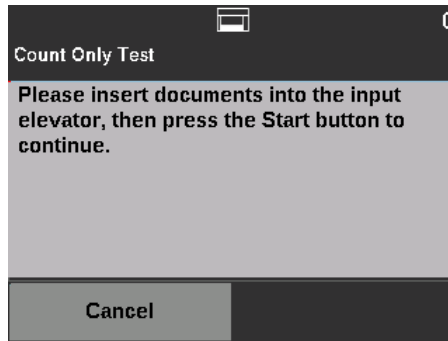 Count Only Test
Please insert documents into the input
elevator, then press the Start button to
continue.
Cancel